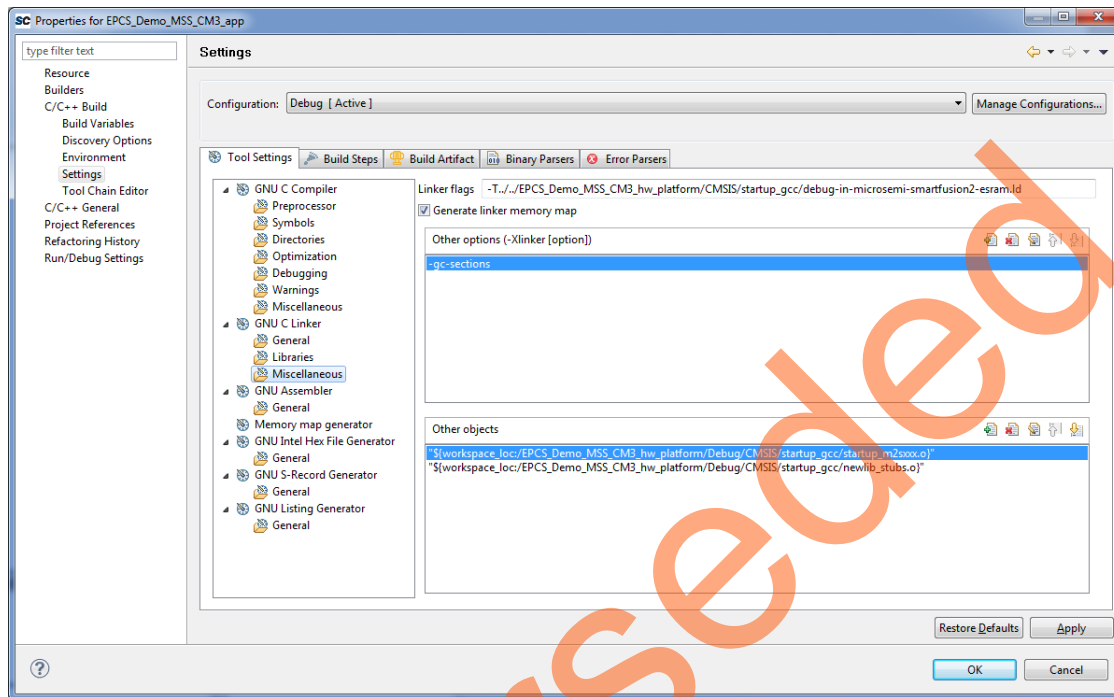 SC Properties for EPCS_Demo_MSS_CM3_app
type filter text
Resource
Builders
C/C++ Build
Build Variables
Discovery Options
Environment
Settings
Tool Chain Editor
C/C++ General
Project References
Refactoring History
Run/Debug Settings
Settings
Configuration: Debug [ Active ]
Manage Configurations...
Tool Settings Build Steps Build Artifact Binary Parsers Error Parsers
GNU C Compiler
Preprocessor
Symbols
Directories
Optimization
Debugging
Warnings
Miscellaneous
GNU C Linker
General
Libraries
Miscellaneous
GNU Assembler
General
Memory map generator
GNU Intel Hex File Generator
General
GNU S-Record Generator
General
GNU Listing Generator
General
Linker flags -T../../EPCS_Demo_MSS_CM3_hw_platform/CMSIS/startup_gcc/debug-in-microsemi-smartfusion2-esram.ld
Generate linker memory map
Other options (-Xlinker [option])
-gc-sections
Other objects
"${workspace_loc:/EPCS_Demo_MSS_CM3_hw_platform/Debug/CMSIS/startup_gcc/startup_m2sxxx.o}"
"${workspace_loc:/EPCS_Demo_MSS_CM3_hw_platform/Debug/CMSIS/startup_gcc/newlib_stubs.o}"
Restore Defaults Apply
? OK Cancel
seded